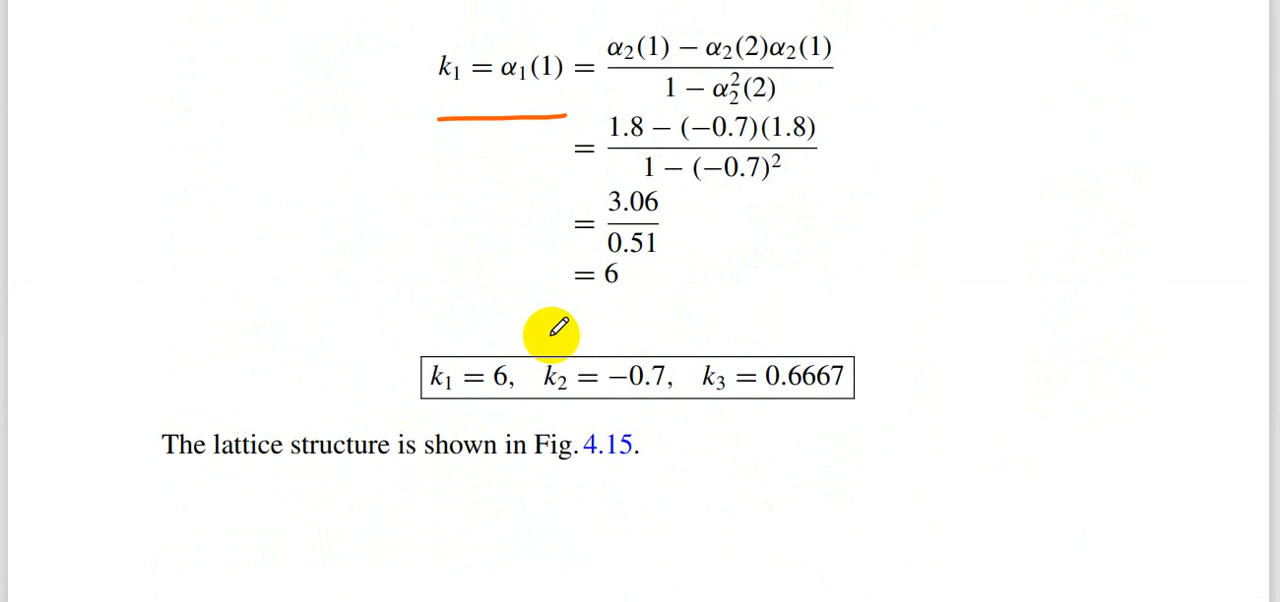 k₁ = α₁(1) = (α₂(1) − α₂(2)α₂(1)) / (1 − α₂²(2))
= (1.8 − (−0.7)(1.8)) / (1 − (−0.7)²)
= 3.06 / 0.51
= 6
k₁ = 6, k₂ = −0.7, k₃ = 0.6667
The lattice structure is shown in Fig. 4.15.